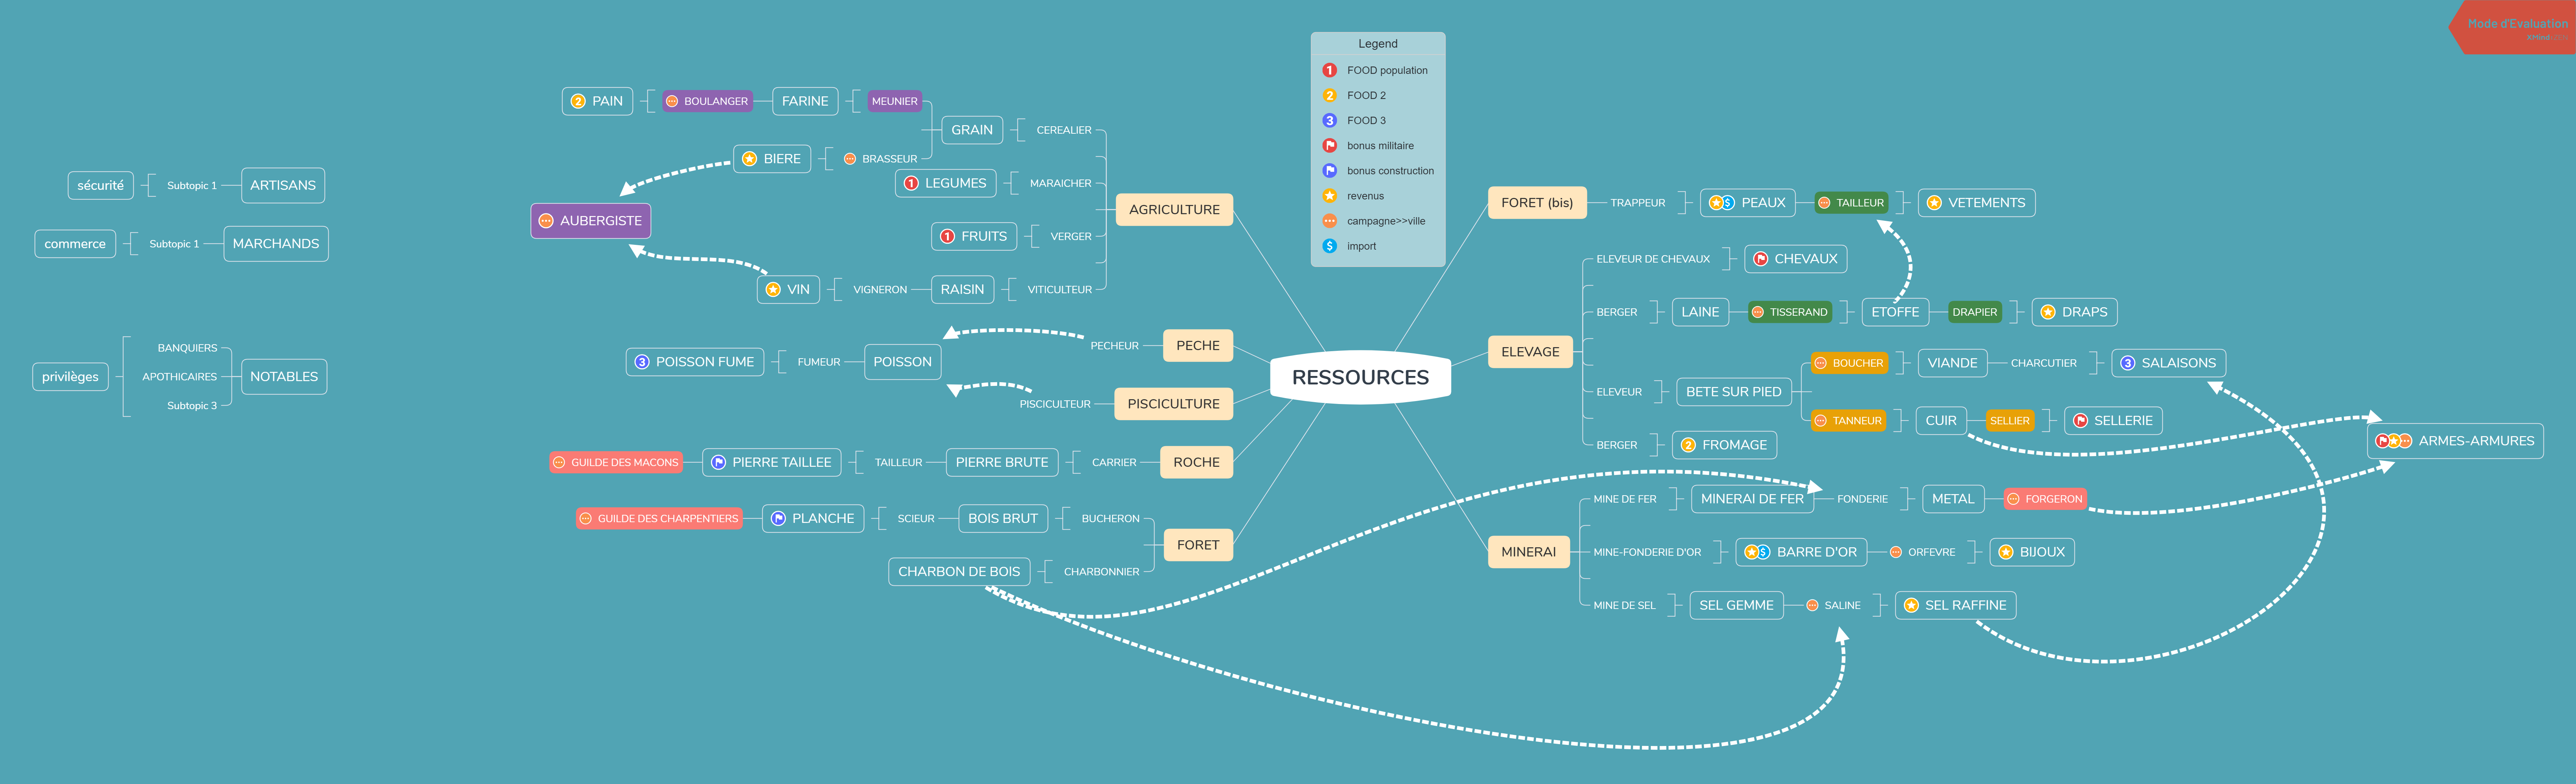 Mode d'Evaluation
XMind
Legend
1 FOOD population
2 FOOD 2
3 FOOD 3
bonus militaire
bonus construction
revenus
campagne>>ville
$ import
RESSOURCES
AGRICULTURE
CEREALIER
GRAIN
MEUNIER
FARINE
BOULANGER
2 PAIN
BRASSEUR
BIERE
MARAICHER
1 LEGUMES
VERGER
1 FRUITS
VITICULTEUR
RAISIN
VIGNERON
VIN
AUBERGISTE
PECHE
PECHEUR
POISSON
FUMEUR
3 POISSON FUME
PISCICULTURE
PISCICULTEUR
ROCHE
CARRIER
PIERRE BRUTE
TAILLEUR
PIERRE TAILLEE
GUILDE DES MACONS
FORET
BUCHERON
BOIS BRUT
SCIEUR
PLANCHE
GUILDE DES CHARPENTIERS
CHARBONNIER
CHARBON DE BOIS
FORET (bis)
TRAPPEUR
$ PEAUX
TAILLEUR
VETEMENTS
ELEVAGE
ELEVEUR DE CHEVAUX
CHEVAUX
BERGER
LAINE
TISSERAND
ETOFFE
DRAPIER
DRAPS
ELEVEUR
BETE SUR PIED
BOUCHER
VIANDE
CHARCUTIER
3 SALAISONS
TANNEUR
CUIR
SELLIER
SELLERIE
BERGER
2 FROMAGE
MINERAI
MINE DE FER
MINERAI DE FER
FONDERIE
METAL
FORGERON
ARMES-ARMURES
MINE-FONDERIE D'OR
$ BARRE D'OR
ORFEVRE
BIJOUX
MINE DE SEL
SEL GEMME
SALINE
SEL RAFFINE
ARTISANS
Subtopic 1
sécurité
MARCHANDS
Subtopic 1
commerce
NOTABLES
BANQUIERS
APOTHICAIRES
Subtopic 3
privilèges